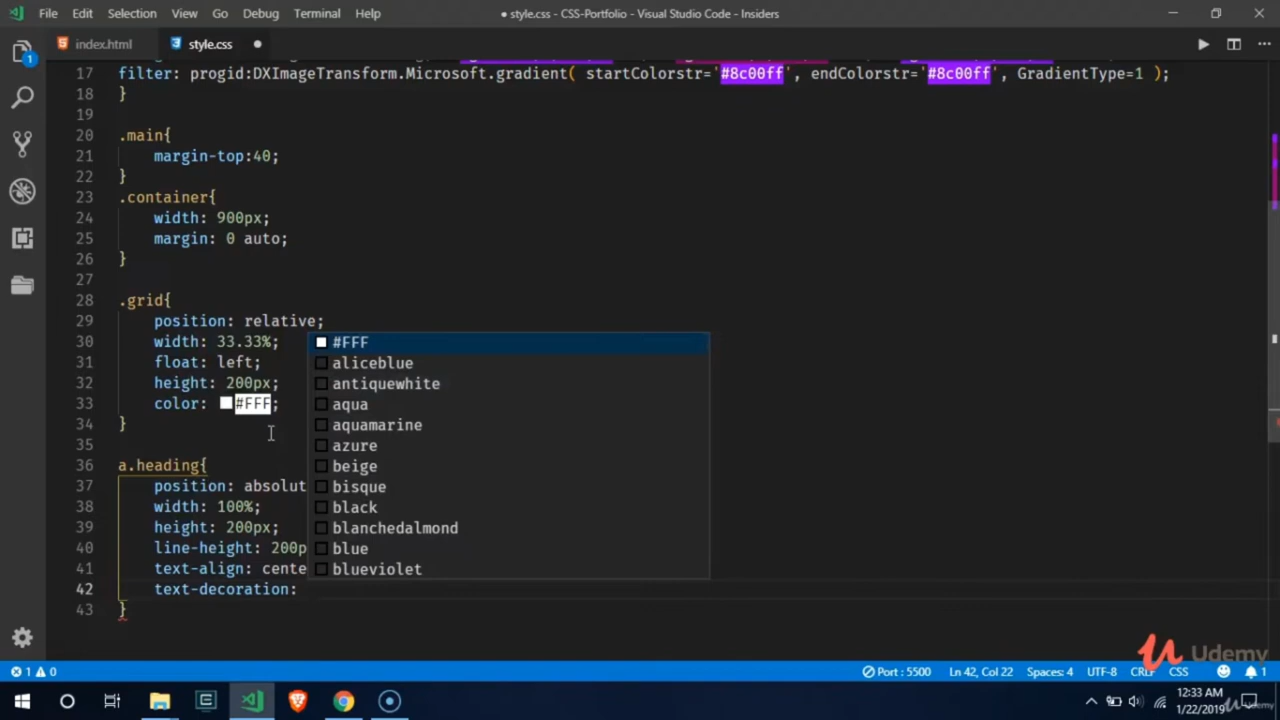 File Edit Selection View Go Debug Terminal Help
● style.css - CSS-Portfolio - Visual Studio Code - Insiders
1
index.html
style.css ●
17 filter: progid:DXImageTransform.Microsoft.gradient( startColorstr='#8c00ff', endColorstr='#8c00ff', GradientType=1 );
18 }
19
20 .main{
21 margin-top:40;
22 }
23 .container{
24 width: 900px;
25 margin: 0 auto;
26 }
27
28 .grid{
29 position: relative;
30 width: 33.33%;
31 float: left;
32 height: 200px;
33 color: #FFF;
34 }
35
36 a.heading{
37 position: absolut
38 width: 100%;
39 height: 200px;
40 line-height: 200p
41 text-align: cente
42 text-decoration:
43 }
#FFF
aliceblue
antiquewhite
aqua
aquamarine
azure
beige
bisque
black
blanchedalmond
blue
blueviolet
Udemy
1 0
Port : 5500 Ln 42, Col 22 Spaces: 4 UTF-8 CRLF CSS 1
12:33 AM
1/22/2019
Udemy